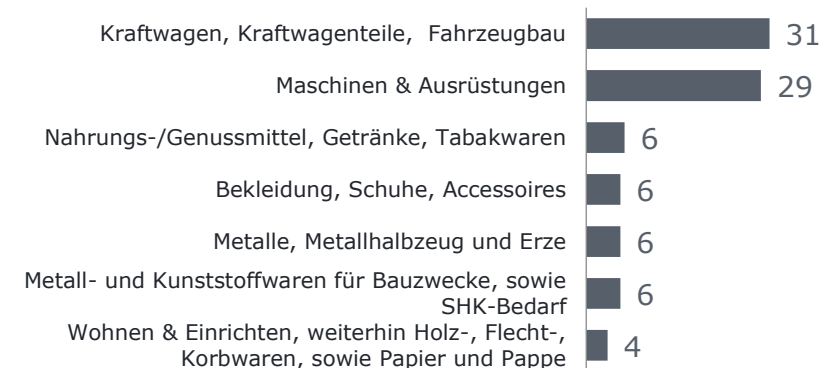 Kraftwagen, Kraftwagenteile,  Fahrzeugbau 31
Maschinen & Ausrüstungen 29
Nahrungs-/Genussmittel, Getränke, Tabakwaren 6
Bekleidung, Schuhe, Accessoires 6
Metalle, Metallhalbzeug und Erze 6
Metall- und Kunststoffwaren für Bauzwecke, sowie
SHK-Bedarf 6
Wohnen & Einrichten, weiterhin Holz-, Flecht-,
Korbwaren, sowie Papier und Pappe 4